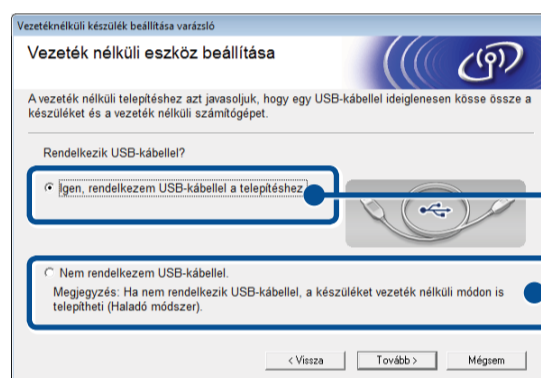 Vezetéknélküli készülék beállítása varázsló
Vezeték nélküli eszköz beállítása
A vezeték nélküli telepítéshez azt javasoljuk, hogy egy USB-kábellel ideiglenesen kösse össze a
készüléket és a vezeték nélküli számítógépet.
Rendelkezik USB-kábellel?
Igen, rendelkezem USB-kábellel a telepítéshez
Nem rendelkezem USB-kábellel.
Megjegyzés: Ha nem rendelkezik USB-kábellel, a készüléket vezeték nélküli módon is
telepítheti (Haladó módszer).
< Vissza Tovább > Mégsem